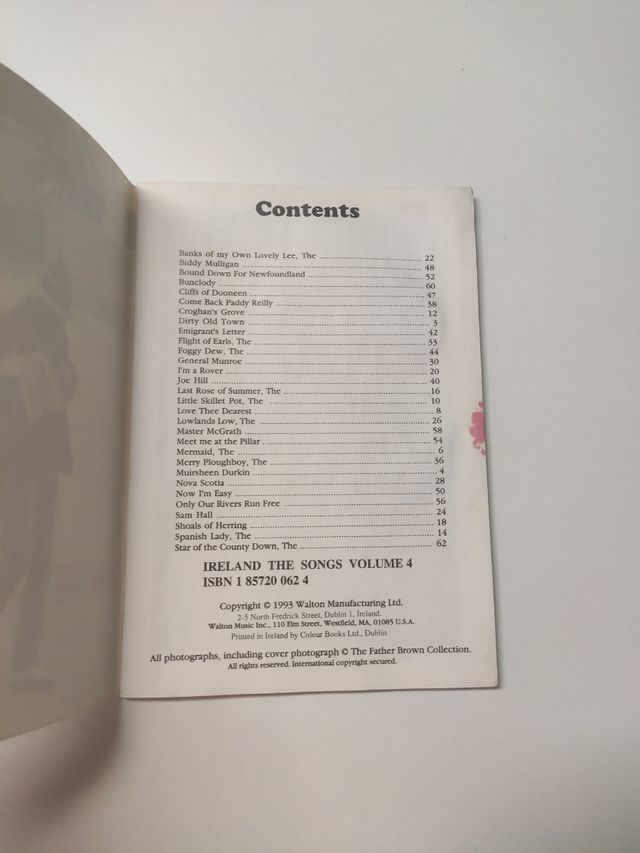 Contents
Banks of my Own Lovely Lee, The ........ 22
Biddy Mulligan ........ 48
Bound Down For Newfoundland ........ 52
Bunclody ........ 60
Cliffs of Dooneen ........ 47
Come Back Paddy Reilly ........ 38
Croghan's Grove ........ 12
Dirty Old Town ........ 3
Emigrant's Letter ........ 42
Flight of Earls, The ........ 33
Foggy Dew, The ........ 44
General Munroe ........ 30
I'm a Rover ........ 20
Joe Hill ........ 40
Last Rose of Summer, The ........ 16
Little Skillet Pot, The ........ 10
Love Thee Dearest ........ 8
Lowlands Low, The ........ 26
Master McGrath ........ 58
Meet me at the Pillar ........ 54
Mermaid, The ........ 6
Merry Ploughboy, The ........ 36
Muirsheen Durkin ........ 4
Nova Scotia ........ 28
Now I'm Easy ........ 50
Only Our Rivers Run Free ........ 56
Sam Hall ........ 24
Shoals of Herring ........ 18
Spanish Lady, The ........ 14
Star of the County Down, The ........ 62
IRELAND THE SONGS VOLUME 4
ISBN 1 85720 062 4
Copyright © 1993 Walton Manufacturing Ltd.
2-5 North Fredrick Street, Dublin 1, Ireland.
Walton Music Inc., 110 Elm Street, Westfield, MA, 01085 U.S.A.
Printed in Ireland by Colour Books Ltd., Dublin
All photographs, including cover photograph © The Father Brown Collection.
All rights reserved. International copyright secured.